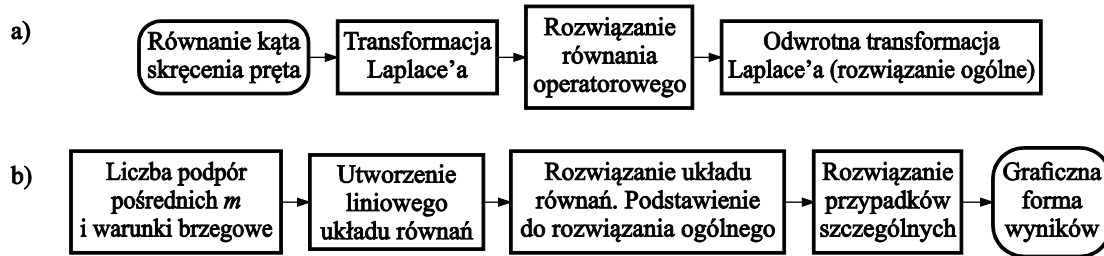 a)
Równanie kąta
skręcenia pręta
Transformacja
Laplace’a
Rozwiązanie
równania
operatorowego
Odwrotna transformacja
Laplace’a (rozwiązanie ogólne)
b)
Liczba podpór
pośrednich m
i warunki brzegowe
Utworzenie
liniowego
układu równań
Rozwiązanie układu
równań. Podstawienie
do rozwiązania ogólnego
Rozwiązanie
przypadków
szczególnych
Graficzna
forma
wyników